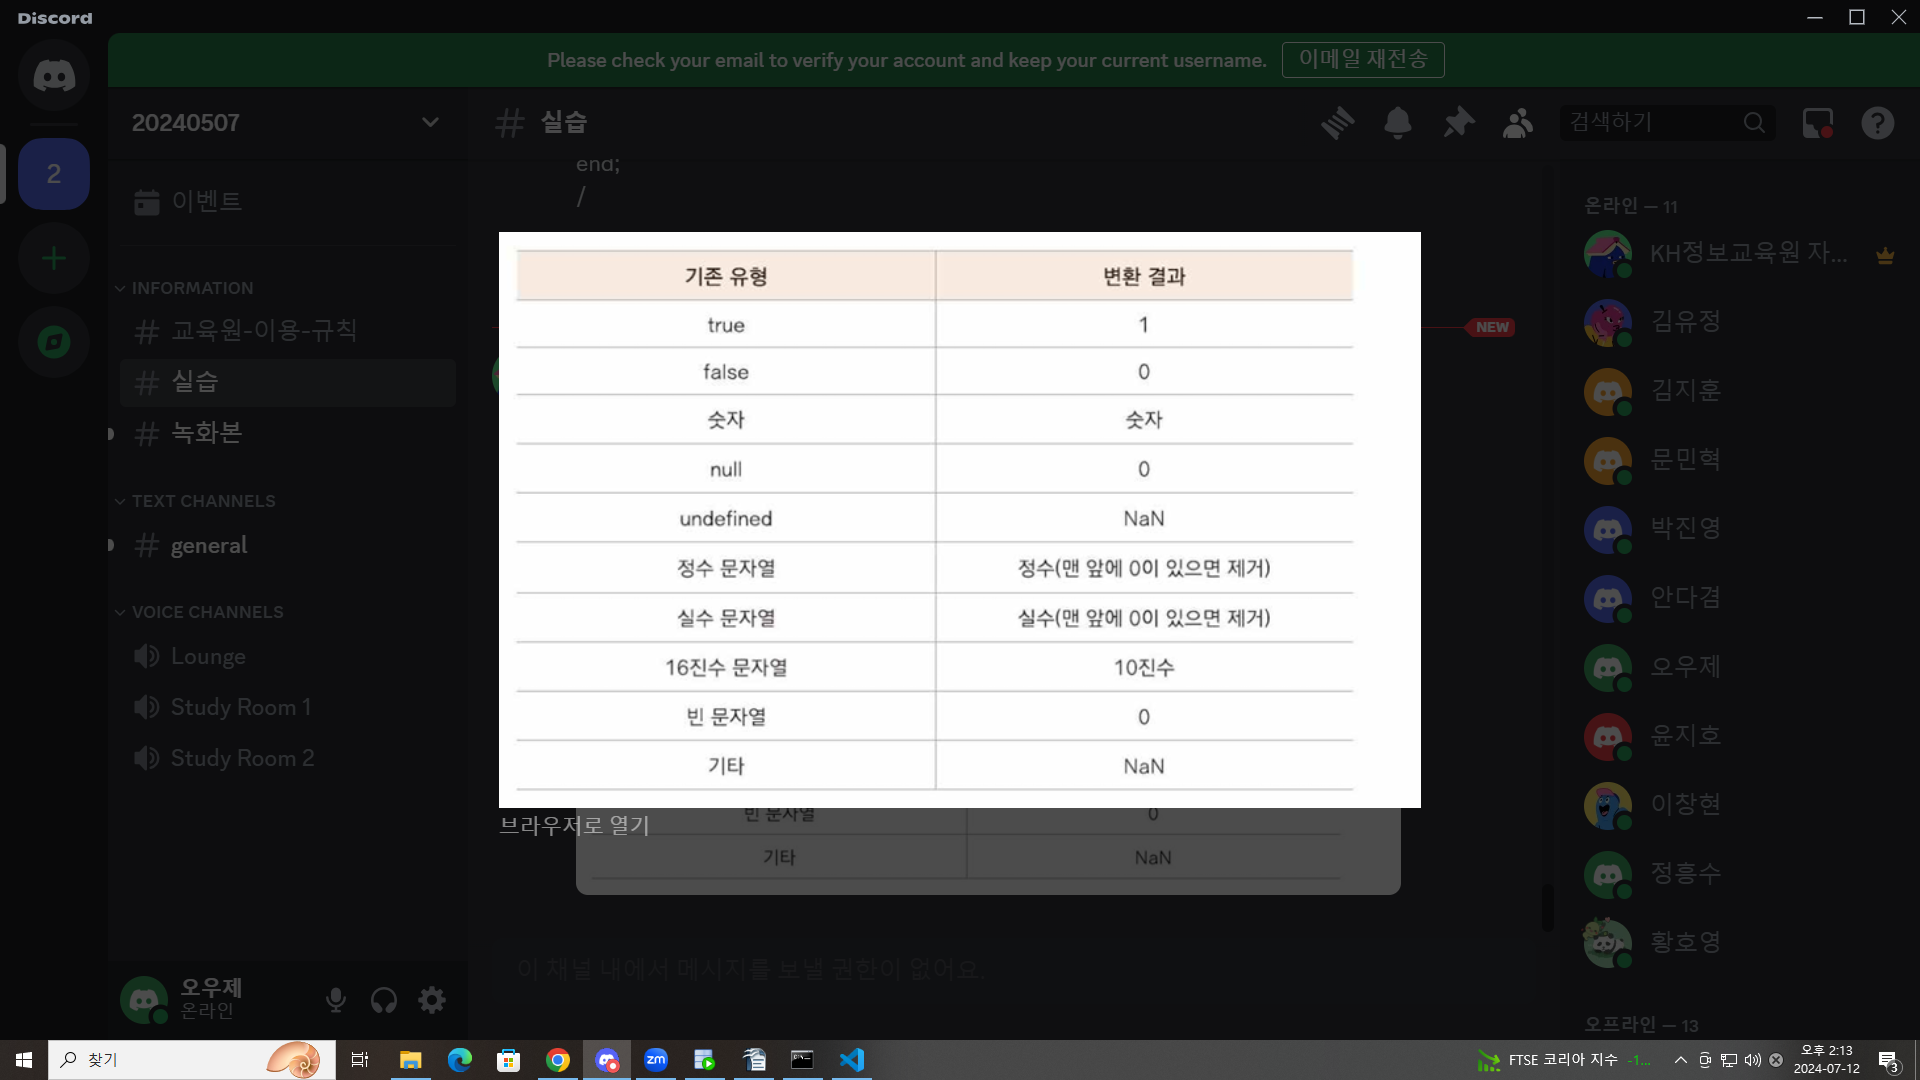 Discord
Please check your email to verify your account and keep your current username. 이메일 재전송
20240507
실습
검색하기
2
이벤트
INFORMATION
교육원-이용-규칙
실습
녹화본
TEXT CHANNELS
general
VOICE CHANNELS
Lounge
Study Room 1
Study Room 2
오우제
온라인
end;
/
NEW
기존 유형 변환 결과
true 1
false 0
숫자 숫자
null 0
undefined NaN
정수 문자열 정수(맨 앞에 0이 있으면 제거)
실수 문자열 실수(맨 앞에 0이 있으면 제거)
16진수 문자열 10진수
빈 문자열 0
기타 NaN
브라우저로 열기
빈 문자열 0
기타 NaN
이 채널 내에서 메시지를 보낼 권한이 없어요.
온라인 — 11
KH정보교육원 자...
김유정
김지훈
문민혁
박진영
안다겸
오우제
윤지호
이창현
정흥수
황호영
오프라인 — 13
찾기
zm
FTSE 코리아 지수 -1...
오후 2:13
2024-07-12
3